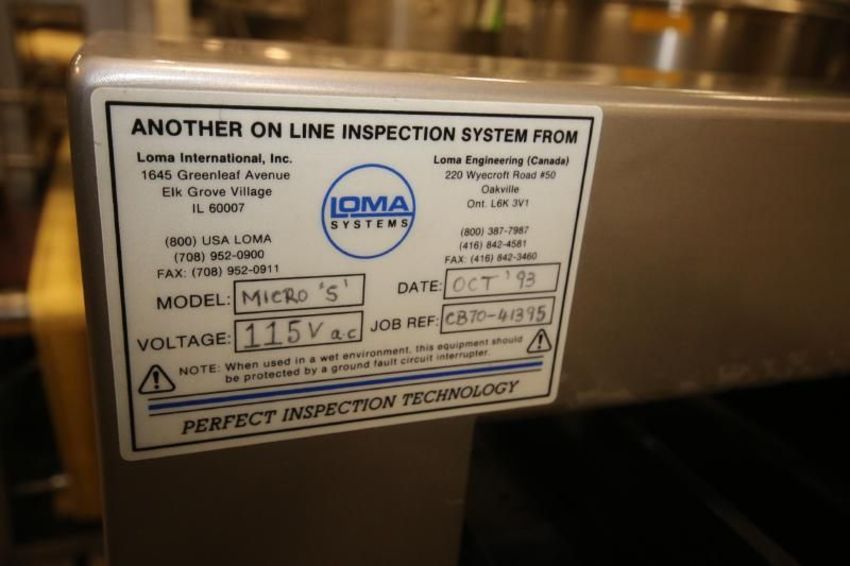 ANOTHER ON LINE INSPECTION SYSTEM FROM
Loma International, Inc.
1645 Greenleaf Avenue
Elk Grove Village
IL 60007
(800) USA LOMA
(708) 952-0900
FAX: (708) 952-0911
LOMA
SYSTEMS
Loma Engineering (Canada)
220 Wyecroft Road #50
Oakville
Ont. L6K 3V1
(800) 387-7987
(416) 842-4581
FAX: (416) 842-3460
MODEL: MICRO 'S'
DATE: OCT '93
VOLTAGE: 115V a.c
JOB REF: CB70-41395
NOTE: When used in a wet environment, this equipment should
be protected by a ground fault circuit interrupter.
PERFECT INSPECTION TECHNOLOGY